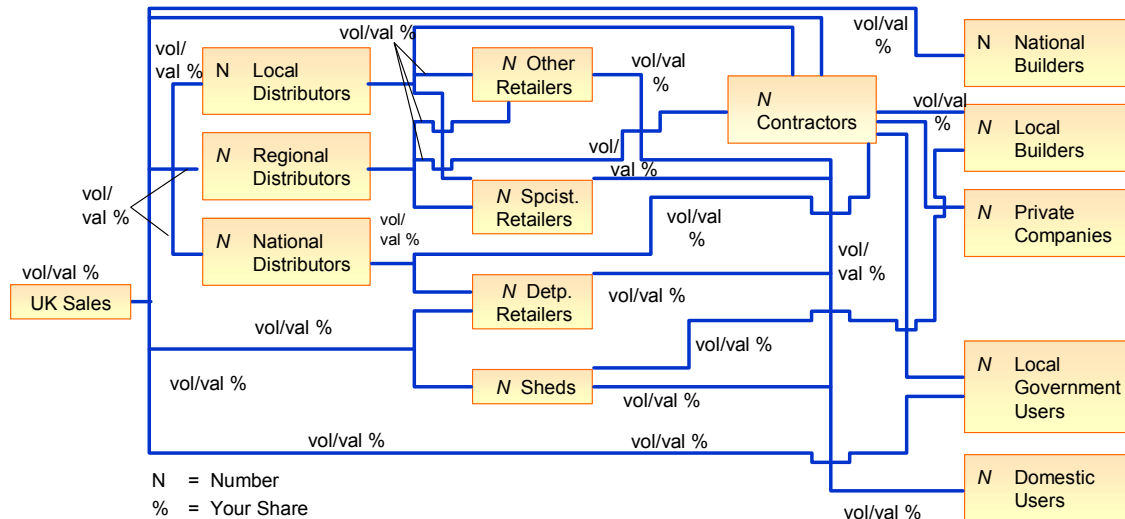 vol/val %
vol/
val %
vol/val
%
N National
Builders
N Local
Distributors
N Other
Retailers
vol/val
%
N
Contractors
vol/val
%
N Local
Builders
N Regional
Distributors
vol/
val %
vol/
val %
N Spcist.
Retailers
N Private
Companies
vol/
val %
N National
Distributors
vol/val
%
vol/
val %
vol/val %
UK Sales
N Detp.
Retailers
vol/val %
vol/val %
vol/val %
vol/val %
N Sheds
vol/val %
N Local
Government
Users
vol/val %
vol/val %
N = Number
% = Your Share
N Domestic
Users
vol/val %